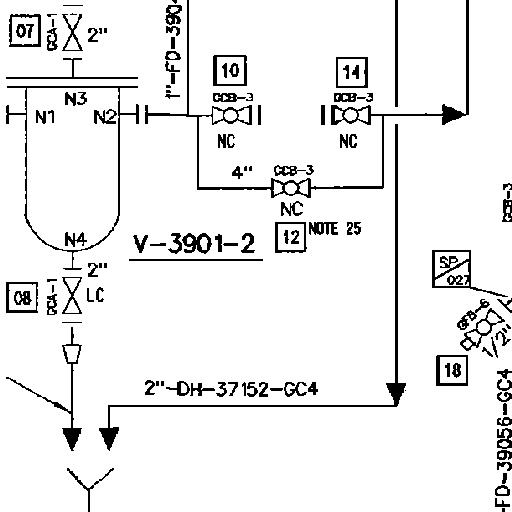 07
GCA-1
2"
1"-FD-390
10
GCB-3
NC
14
GCB-3
NC
N3
N1
N2
4"
GCB-3
NC
12
NOTE 25
N4
V-3901-2
08
GCA-1
2"
LC
GCB-3
SP
027
GFB-6
1/2"
18
2"-DH-37152-GC4
-FD-39056-GC4